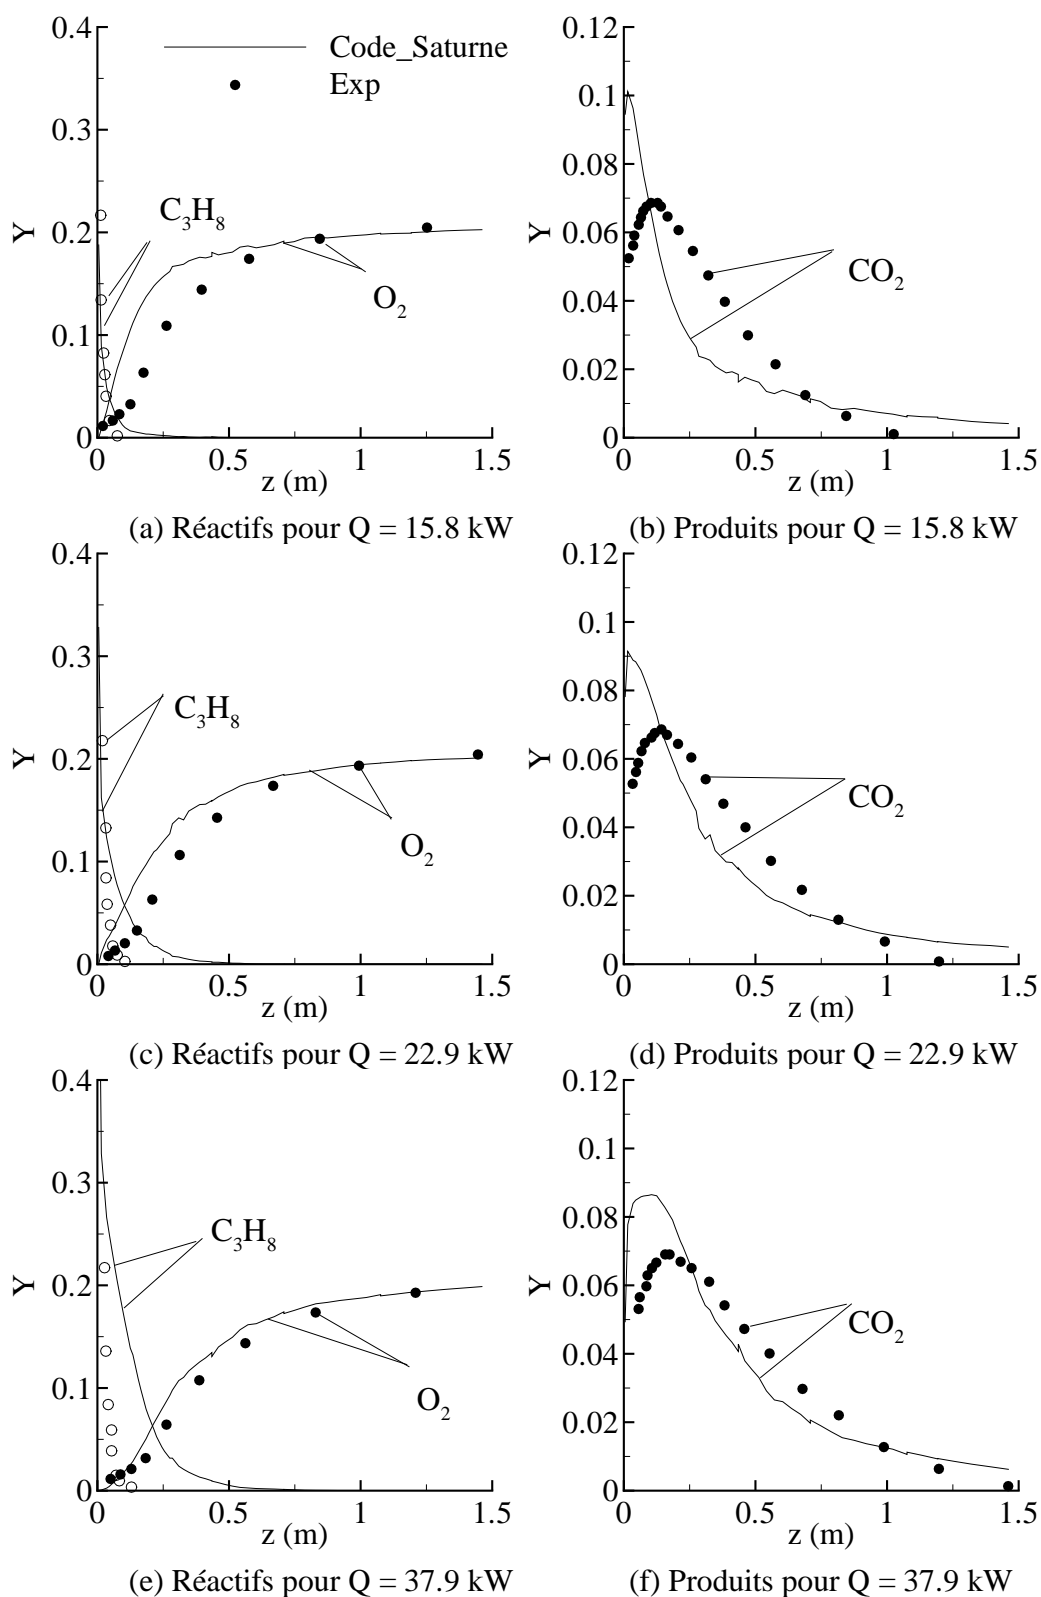 0.4
0.3
0.2
0.1
0
Y
Code_Saturne
Exp
C₃H₈
O₂
0 0.5 1 1.5
z (m)
(a) Réactifs pour Q = 15.8 kW
0.12
0.1
0.08
0.06
0.04
0.02
0
Y
CO₂
0 0.5 1 1.5
z (m)
(b) Produits pour Q = 15.8 kW
0.4
0.3
0.2
0.1
0
Y
C₃H₈
O₂
0 0.5 1 1.5
z (m)
(c) Réactifs pour Q = 22.9 kW
0.12
0.1
0.08
0.06
0.04
0.02
0
Y
CO₂
0 0.5 1 1.5
z (m)
(d) Produits pour Q = 22.9 kW
0.4
0.3
0.2
0.1
0
Y
C₃H₈
O₂
0 0.5 1 1.5
z (m)
(e) Réactifs pour Q = 37.9 kW
0.12
0.1
0.08
0.06
0.04
0.02
0
Y
CO₂
0 0.5 1 1.5
z (m)
(f) Produits pour Q = 37.9 kW